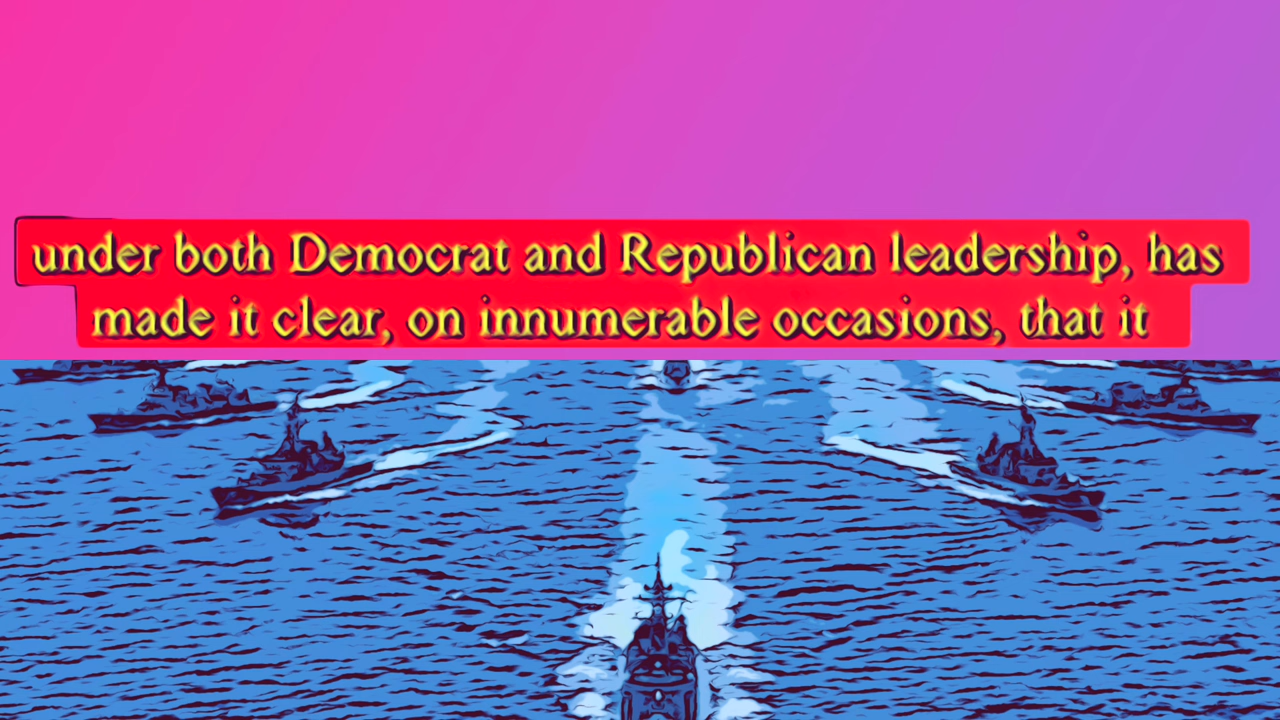 under both Democrat and Republican leadership, has
made it clear, on innumerable occasions, that it